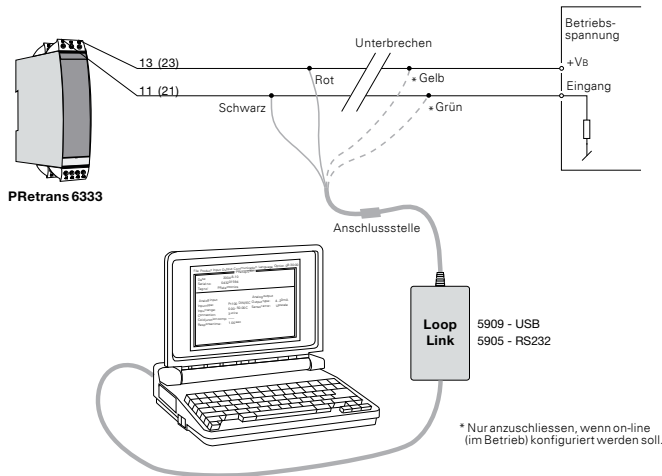 Betriebs-
spannung
Unterbrechen
+VB
13 (23)
Rot
* Gelb
Eingang
11 (21)
Schwarz
* Grün
PRetrans 6333
Anschlussstelle
Loop
Link
5909 - USB
5905 - RS232
* Nur anzuschliessen, wenn on-line
(im Betrieb) konfiguriert werden soll.